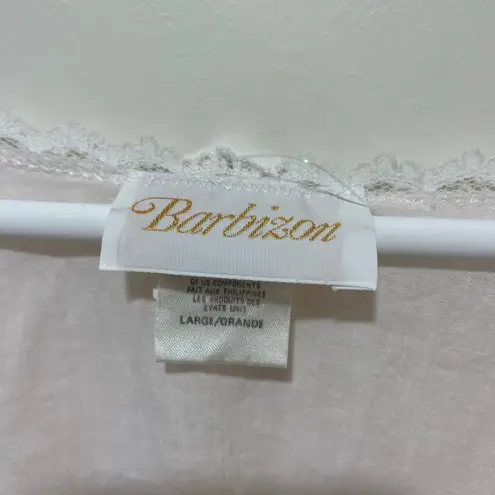 Barbizon
OF US COMPONENTS
FAIT AUX PHILIPPINES
LES PRODUITS DES
ETATS-UNIS
LARGE/GRANDE